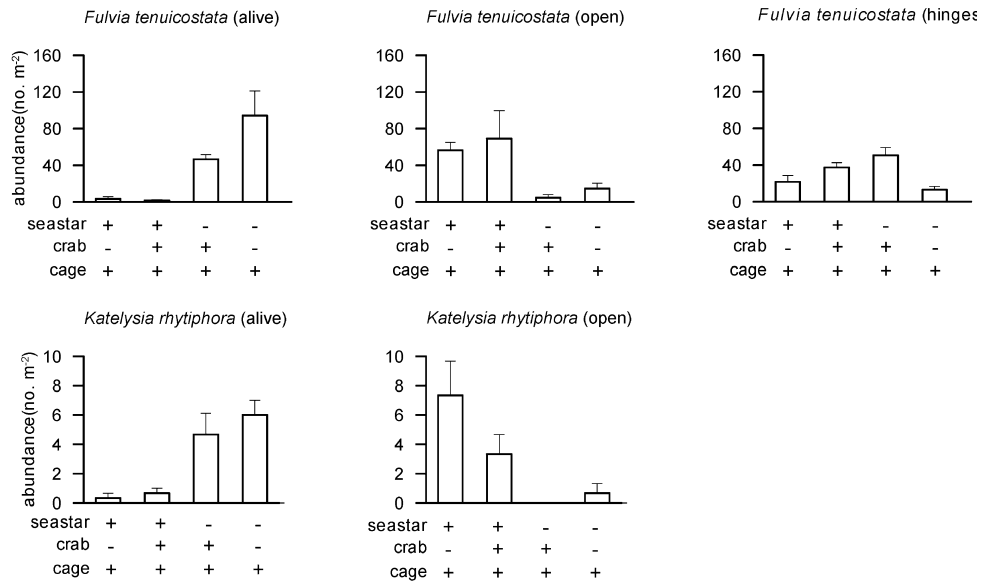 Fulvia tenuicostata (alive)
Fulvia tenuicostata (open)
Fulvia tenuicostata (hinges
abundance(no. m-2)
160
120
80
40
0
seastar + + - -
crab - + + -
cage + + + +
160
120
80
40
0
seastar + + - -
crab - + + -
cage + + + +
160
120
80
40
0
seastar + + - -
crab - + + -
cage + + + +
Katelysia rhytiphora (alive)
Katelysia rhytiphora (open)
abundance(no. m-2)
10
8
6
4
2
0
seastar + + - -
crab - + + -
cage + + + +
10
8
6
4
2
0
seastar + + - -
crab - + + -
cage + + + +